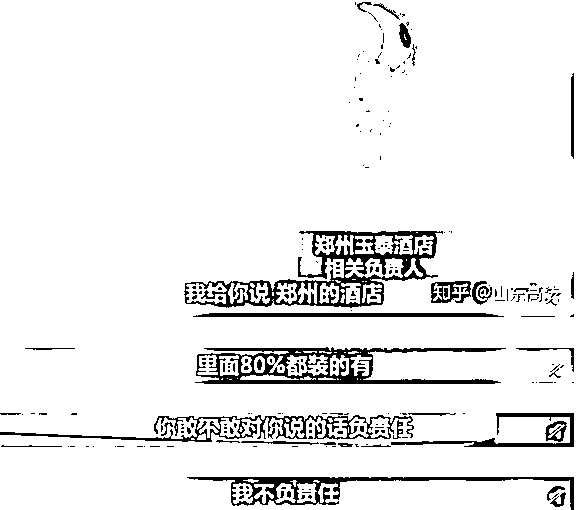 郑州玉泰酒店
相关负责人
我给你说 郑州的酒店
知乎 @山东高
里面80%都装的有
你敢不敢对你说的话负责任
我不负责任